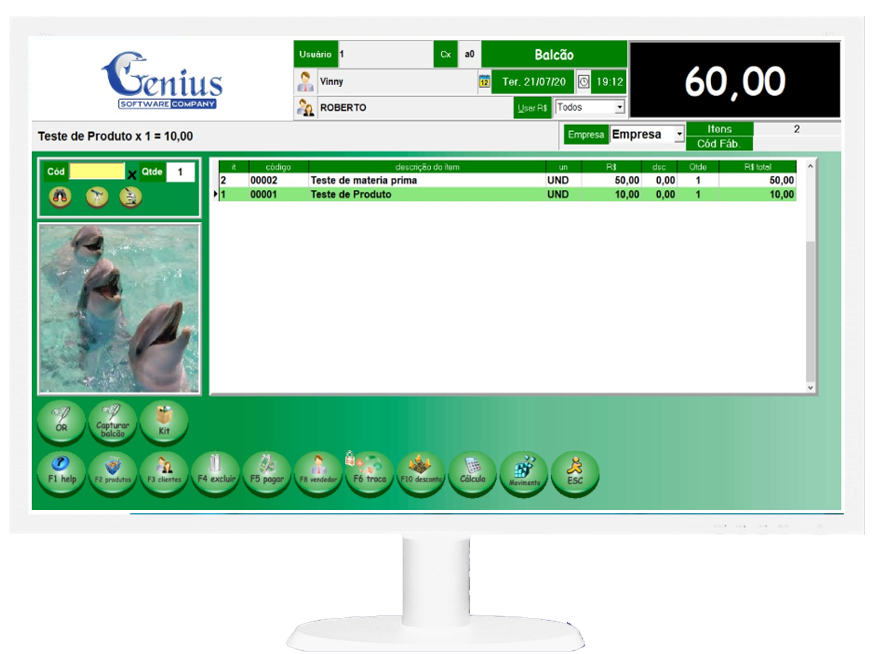 Genius
SOFTWARE COMPANY
Usuário 1 Cx a0 Balcão
Vinny 12 Ter. 21/07/20 19:12
ROBERTO User R$ Todos
60,00
Teste de Produto x 1 = 10,00
Empresa Empresa Itens 2
Cód Fáb.
Cód x Qtde 1
it código descrição do item un R$ dsc Qtde R$ total
2 00002 Teste de materia prima UND 50,00 0,00 1 50,00
1 00001 Teste de Produto UND 10,00 0,00 1 10,00
OR
Capturar balcão
Kit
F1 help
F2 produtos
F3 clientes
F4 excluir
F5 pagar
F8 vendedor
F6 troca
F10 desconto
Cálculo
Movimento
ESC